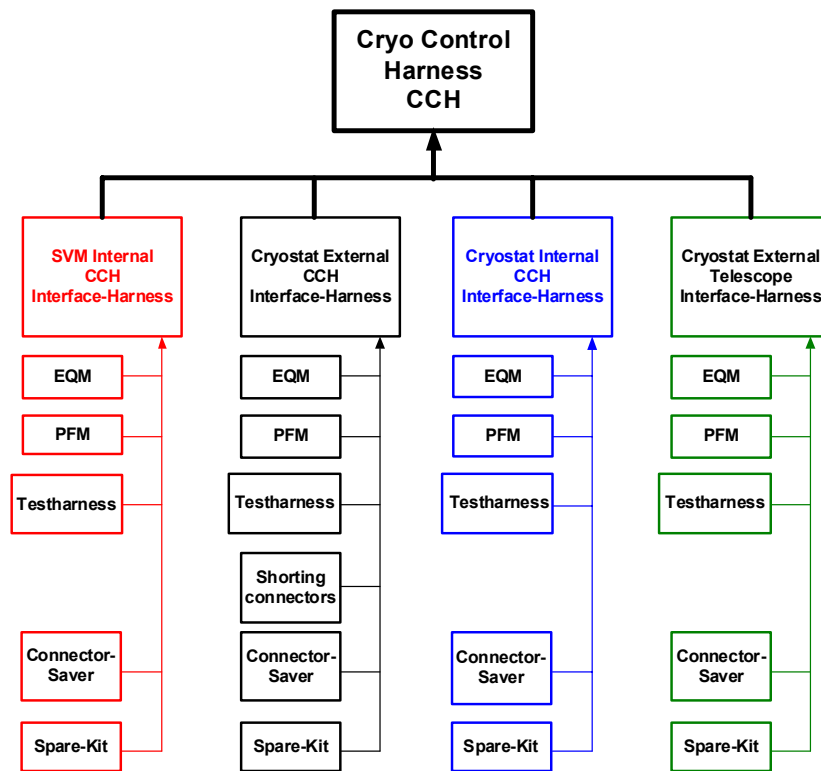 Cryo Control
Harness
CCH
SVM Internal
CCH
Interface-Harness
EQM
PFM
Testharness
Connector-
Saver
Spare-Kit
Cryostat External
CCH
Interface-Harness
EQM
PFM
Testharness
Shorting
connectors
Connector-
Saver
Spare-Kit
Cryostat Internal
CCH
Interface-Harness
EQM
PFM
Testharness
Connector-
Saver
Spare-Kit
Cryostat External
Telescope
Interface-Harness
EQM
PFM
Testharness
Connector-
Saver
Spare-Kit